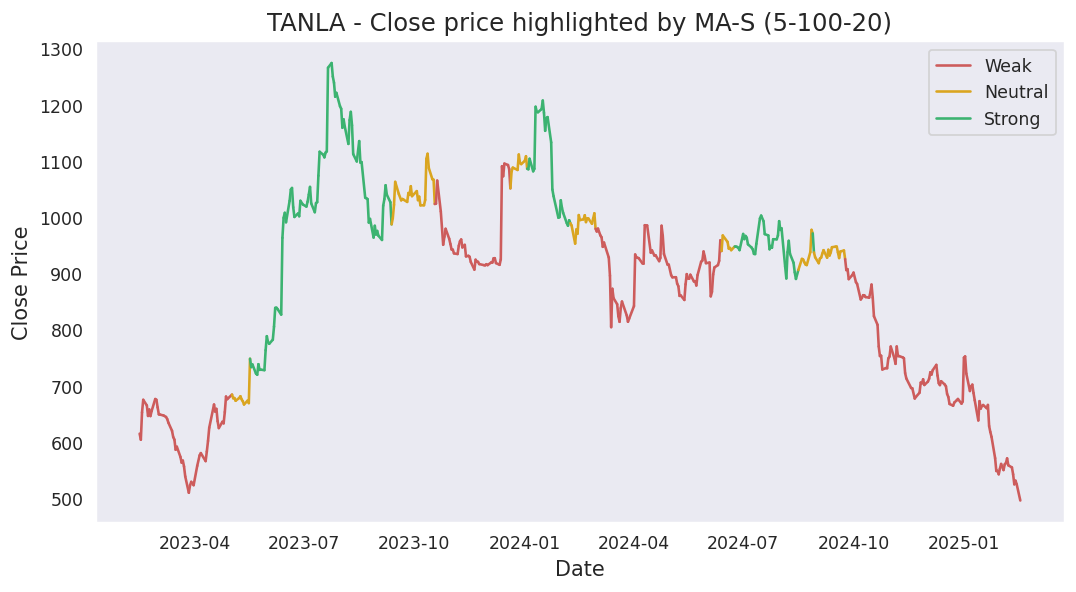 TANLA - Close price highlighted by MA-S (5-100-20)
Weak
Neutral
Strong
Close Price
1300
1200
1100
1000
900
800
700
600
500
2023-04
2023-07
2023-10
2024-01
2024-04
2024-07
2024-10
2025-01
Date